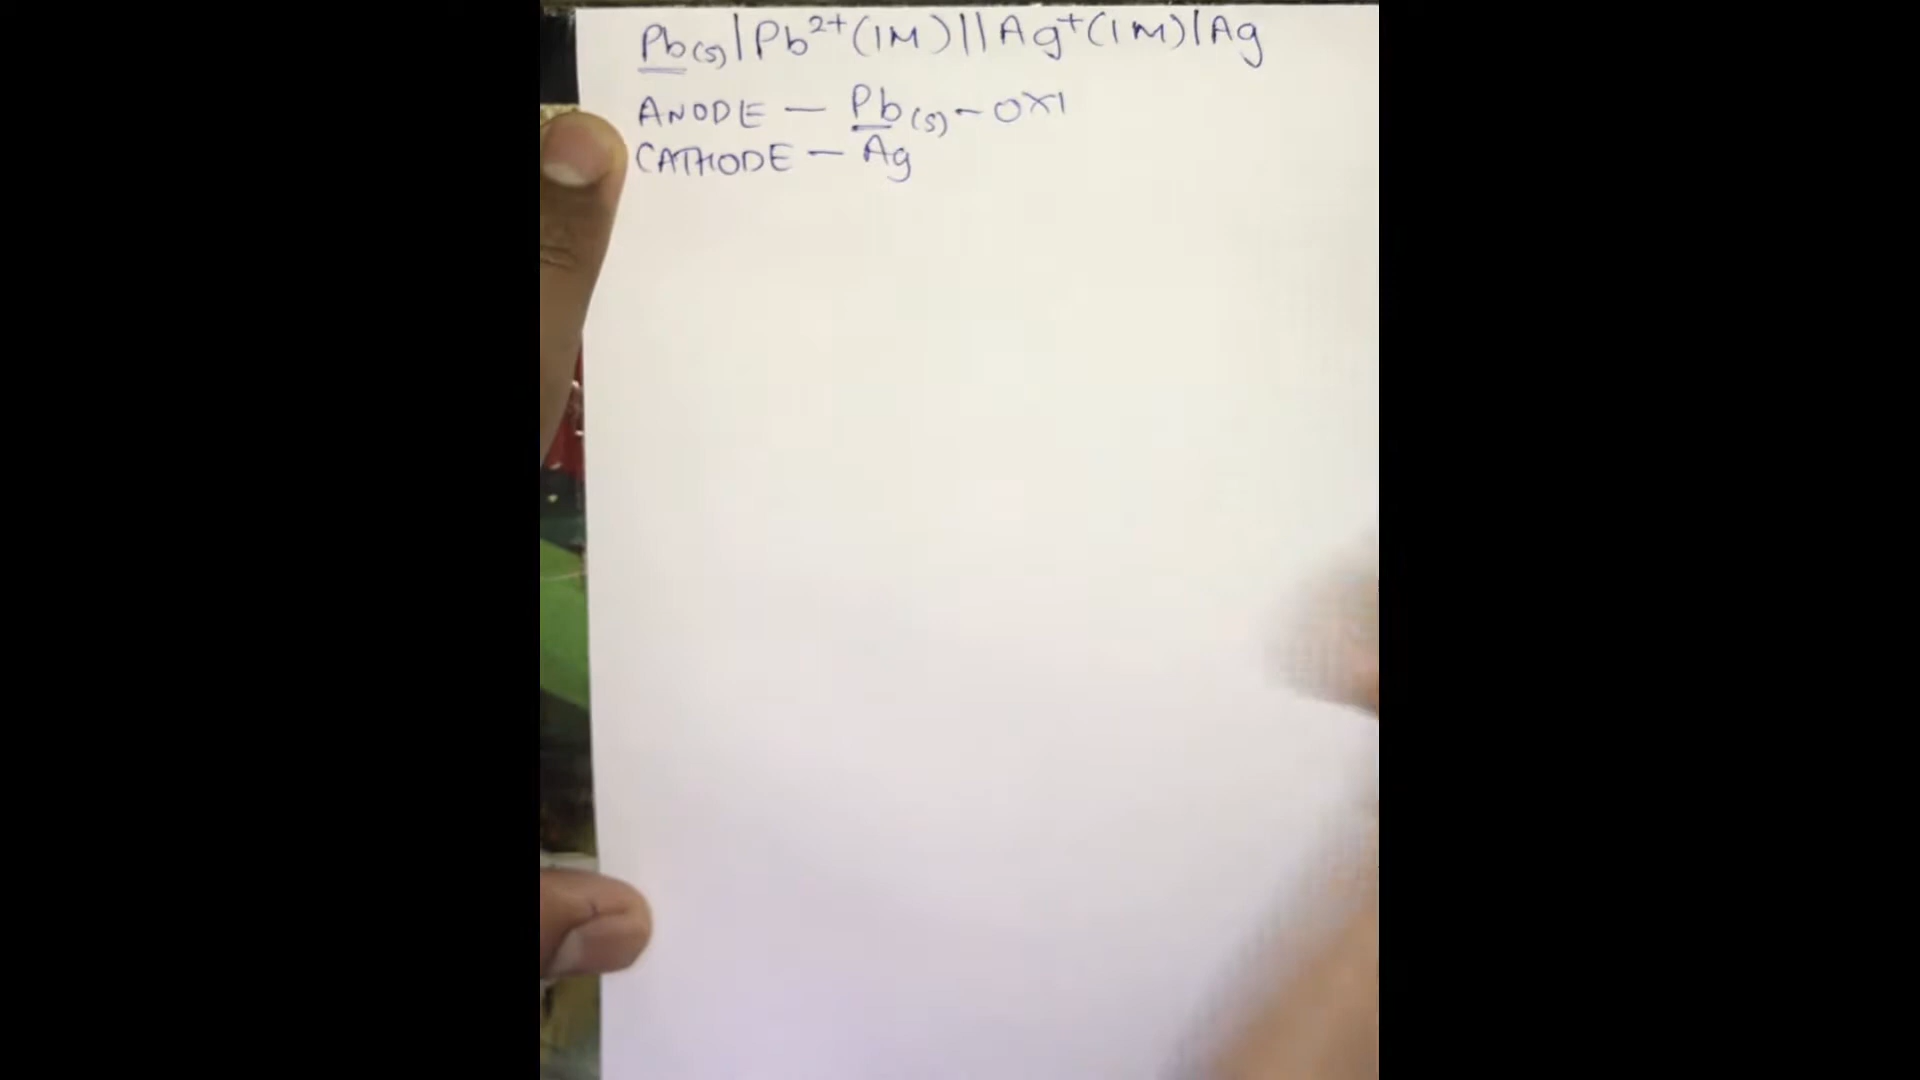 Pb(s)|Pb²⁺(1M)||Ag⁺(1M)|Ag
ANODE — Pb(s) - OXI
CATHODE — Ag